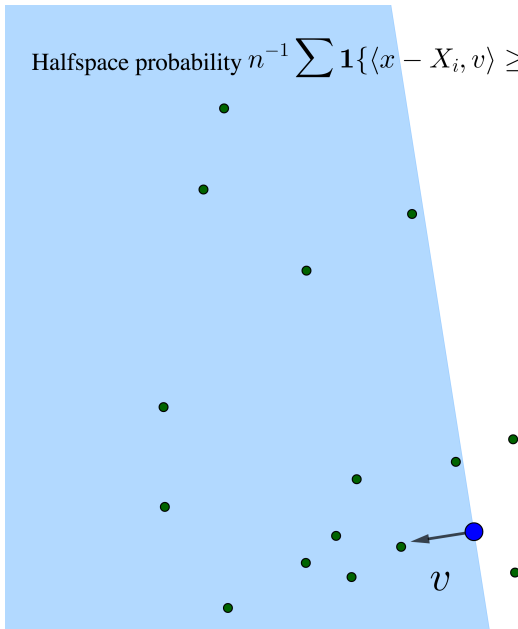 Halfspace probability $n^{-1} \sum \mathbf{1}\{\langle x - X_i, v \rangle \geq$
$v$